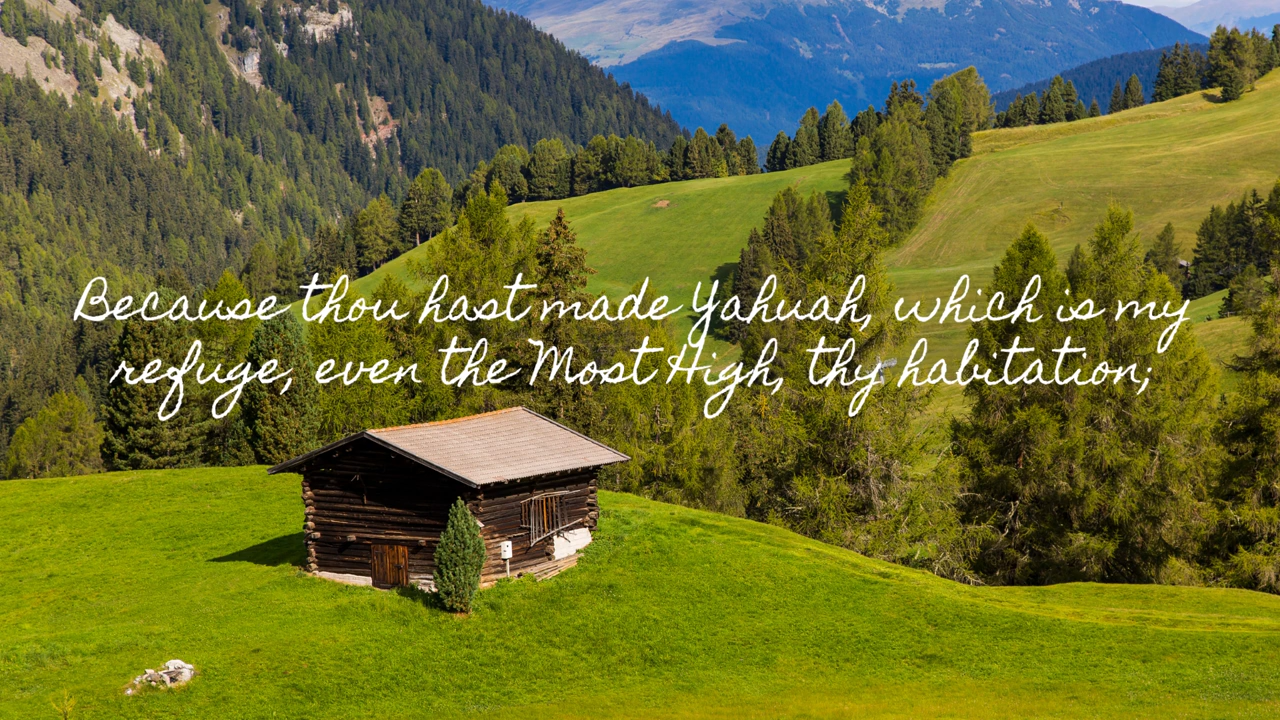 Because thou hast made Yahuah, which is my
refuge, even the Most High, thy habitation;